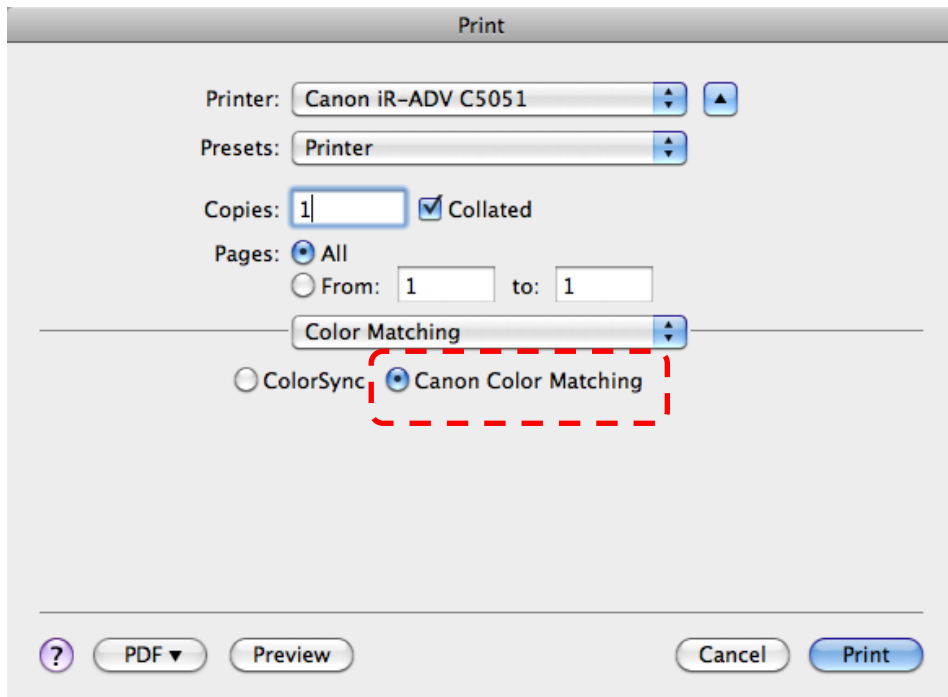 Print
Printer: Canon iR-ADV C5051
Presets: Printer
Copies: 1 Collated
Pages: All
From: 1 to: 1
Color Matching
ColorSync Canon Color Matching
? PDF▼ Preview Cancel Print